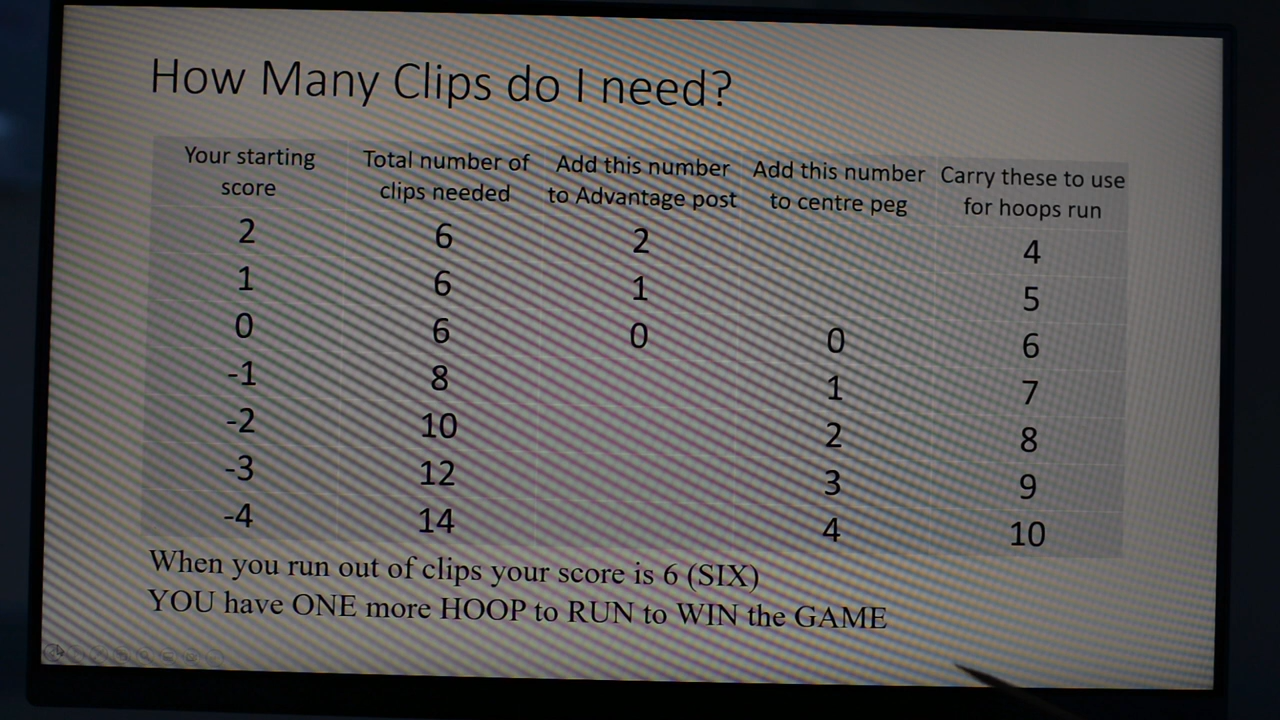 How Many Clips do I need?
Your starting score | Total number of clips needed | Add this number to Advantage post | Add this number to centre peg | Carry these to use for hoops run
2 | 6 | 2 | | 4
1 | 6 | 1 | | 5
0 | 6 | 0 | 0 | 6
-1 | 8 | | 1 | 7
-2 | 10 | | 2 | 8
-3 | 12 | | 3 | 9
-4 | 14 | | 4 | 10
When you run out of clips your score is 6 (SIX)
YOU have ONE more HOOP to RUN to WIN the GAME